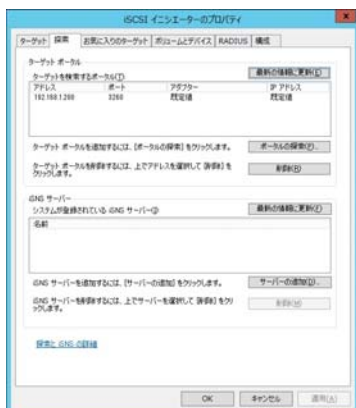 iSCSI イニシエーターのプロパティ
ターゲット 探索 お気に入りのターゲット ボリュームとデバイス RADIUS 構成
ターゲット ポータル
ターゲットを検索するポータル(T)
最新の情報に更新(E)
アドレス ポート アダプター IP アドレス
192.168.1.200 3260 既定値 既定値
ターゲット ポータルを追加するには、[ポータルの探索] をクリックします。
ポータルの探索(P)...
ターゲット ポータルを削除するには、上でアドレスを選択して [削除] を
クリックします。
削除(R)
iSNS サーバー
システムが登録されている iSNS サーバー(I)
最新の情報に更新(F)
名前
iSNS サーバーを追加するには、[サーバーの追加] をクリックします。
サーバーの追加(D)...
iSNS サーバーを削除するには、上でサーバーを選択して [削除] をクリ
ックします。
削除(M)
探索と iSNS の詳細
OK キャンセル 適用(A)